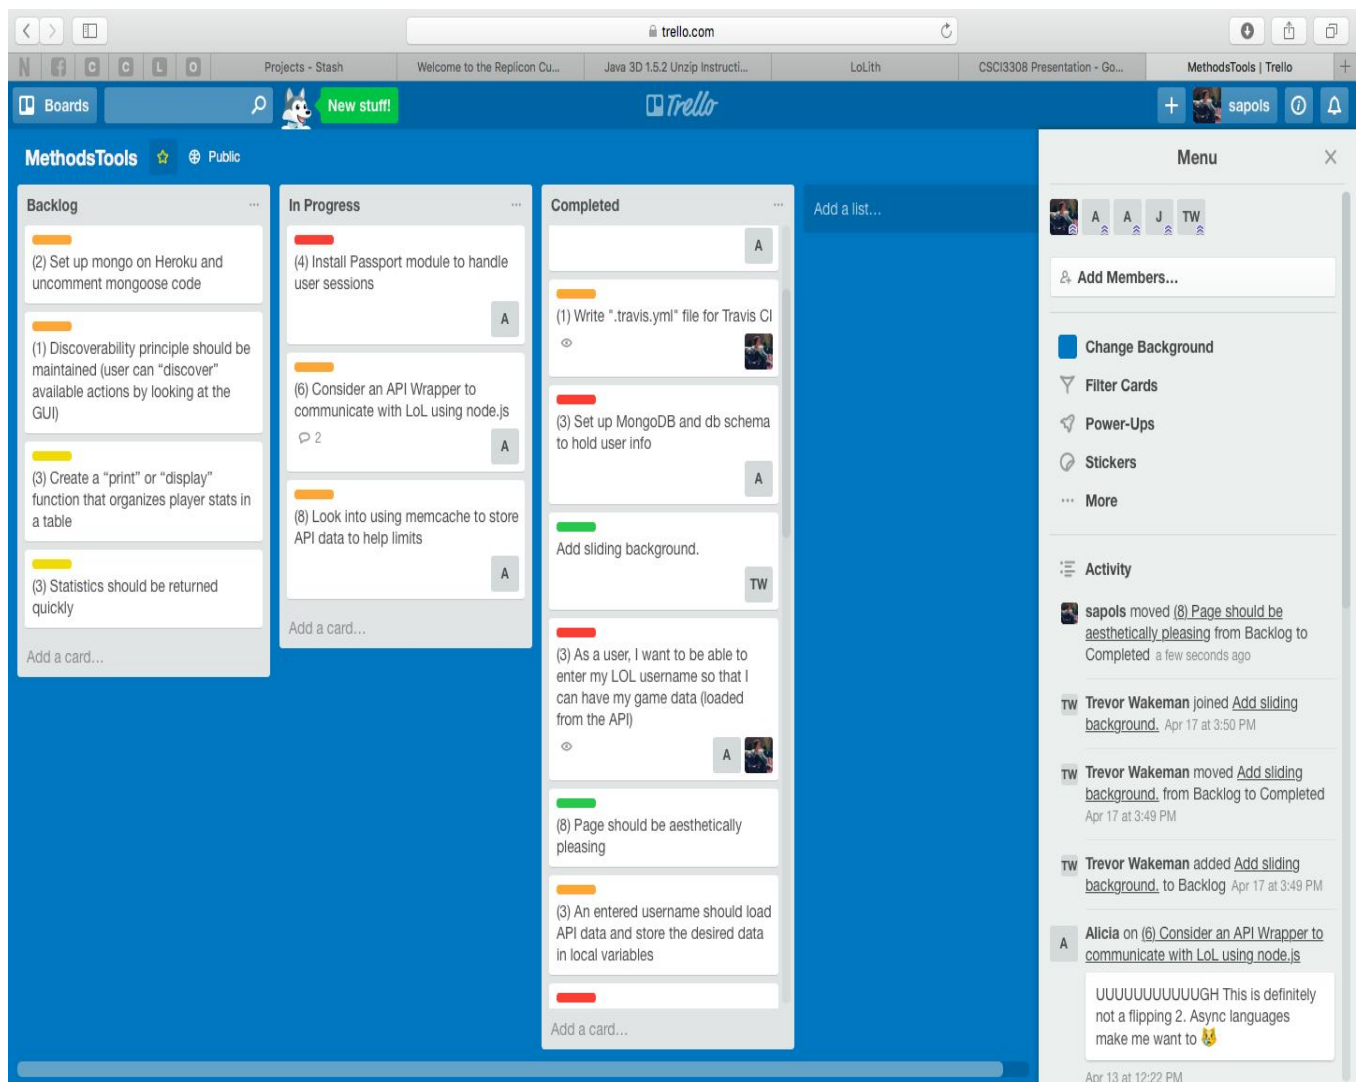 trello.com
N f C C L O
Projects - Stash
Welcome to the Replicon Cu...
Java 3D 1.5.2 Unzip Instructi...
LoLith
CSCI3308 Presentation - Go...
MethodsTools | Trello
Boards
New stuff!
Trello
sapols
MethodsTools
Public
Backlog
(2) Set up mongo on Heroku and
uncomment mongoose code
(1) Discoverability principle should be
maintained (user can “discover”
available actions by looking at the
GUI)
(3) Create a “print” or “display”
function that organizes player stats in
a table
(3) Statistics should be returned
quickly
Add a card...
In Progress
(4) Install Passport module to handle
user sessions
A
(6) Consider an API Wrapper to
communicate with LoL using node.js
2
A
(8) Look into using memcache to store
API data to help limits
A
Add a card...
Completed
A
(1) Write ".travis.yml" file for Travis CI
(3) Set up MongoDB and db schema
to hold user info
A
Add sliding background.
TW
(3) As a user, I want to be able to
enter my LOL username so that I
can have my game data (loaded
from the API)
A
(8) Page should be aesthetically
pleasing
(3) An entered username should load
API data and store the desired data
in local variables
Add a card...
Add a list...
Menu
A A J TW
Add Members...
Change Background
Filter Cards
Power-Ups
Stickers
More
Activity
sapols moved (8) Page should be
aesthetically pleasing from Backlog to
Completed a few seconds ago
TW Trevor Wakeman joined Add sliding
background. Apr 17 at 3:50 PM
TW Trevor Wakeman moved Add sliding
background. from Backlog to Completed
Apr 17 at 3:49 PM
TW Trevor Wakeman added Add sliding
background. to Backlog Apr 17 at 3:49 PM
A Alicia on (6) Consider an API Wrapper to
communicate with LoL using node.js
UUUUUUUUUUUGH This is definitely
not a flipping 2. Async languages
make me want to 😿
Apr 13 at 12:22 PM